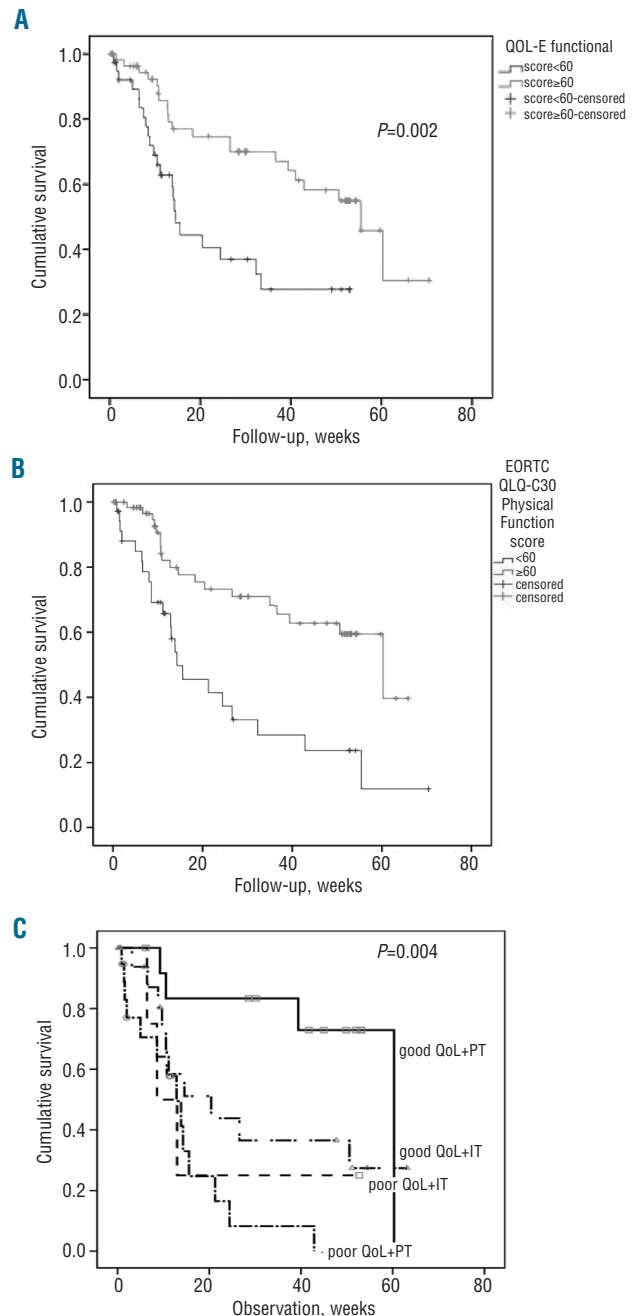 A
QOL-E functional
score<60
score≥60
score<60-censored
score≥60-censored
P=0.002
1.0
0.8
0.6
0.4
0.2
0.0
Cumulative survival
0 20 40 60 80
Follow-up, weeks
B
EORTC
QLQ-C30
Physical
Function
score
<60
≥60
censored
censored
1.0
0.8
0.6
0.4
0.2
0.0
Cumulative survival
0 20 40 60 80
Follow-up, weeks
C
P=0.004
1.0
0.8
0.6
0.4
0.2
0.0
Cumulative survival
good QoL+PT
good QoL+IT
poor QoL+IT
poor QoL+PT
0 20 40 60 80
Observation, weeks